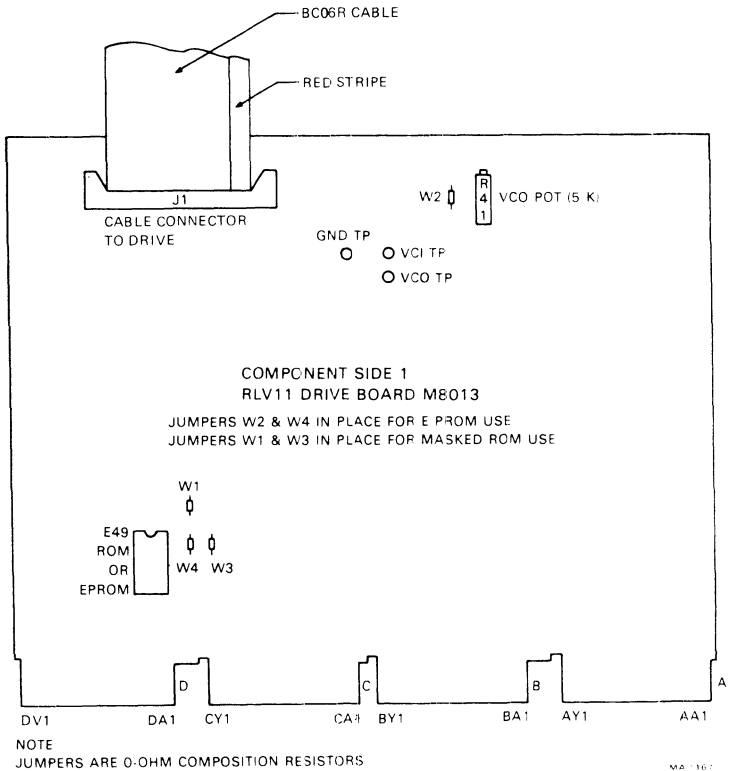 BC06R CABLE
RED STRIPE
J1
CABLE CONNECTOR
TO DRIVE
W2
R
4
1
VCO POT (5 K)
GND TP
VCI TP
VCO TP
COMPONENT SIDE 1
RLV11 DRIVE BOARD M8013
JUMPERS W2 & W4 IN PLACE FOR E PROM USE
JUMPERS W1 & W3 IN PLACE FOR MASKED ROM USE
W1
E49
ROM
OR
EPROM
W4 W3
D C B A
DV1 DA1 CY1 BY1 BA1 AY1 AA1
NOTE
JUMPERS ARE 0-OHM COMPOSITION RESISTORS